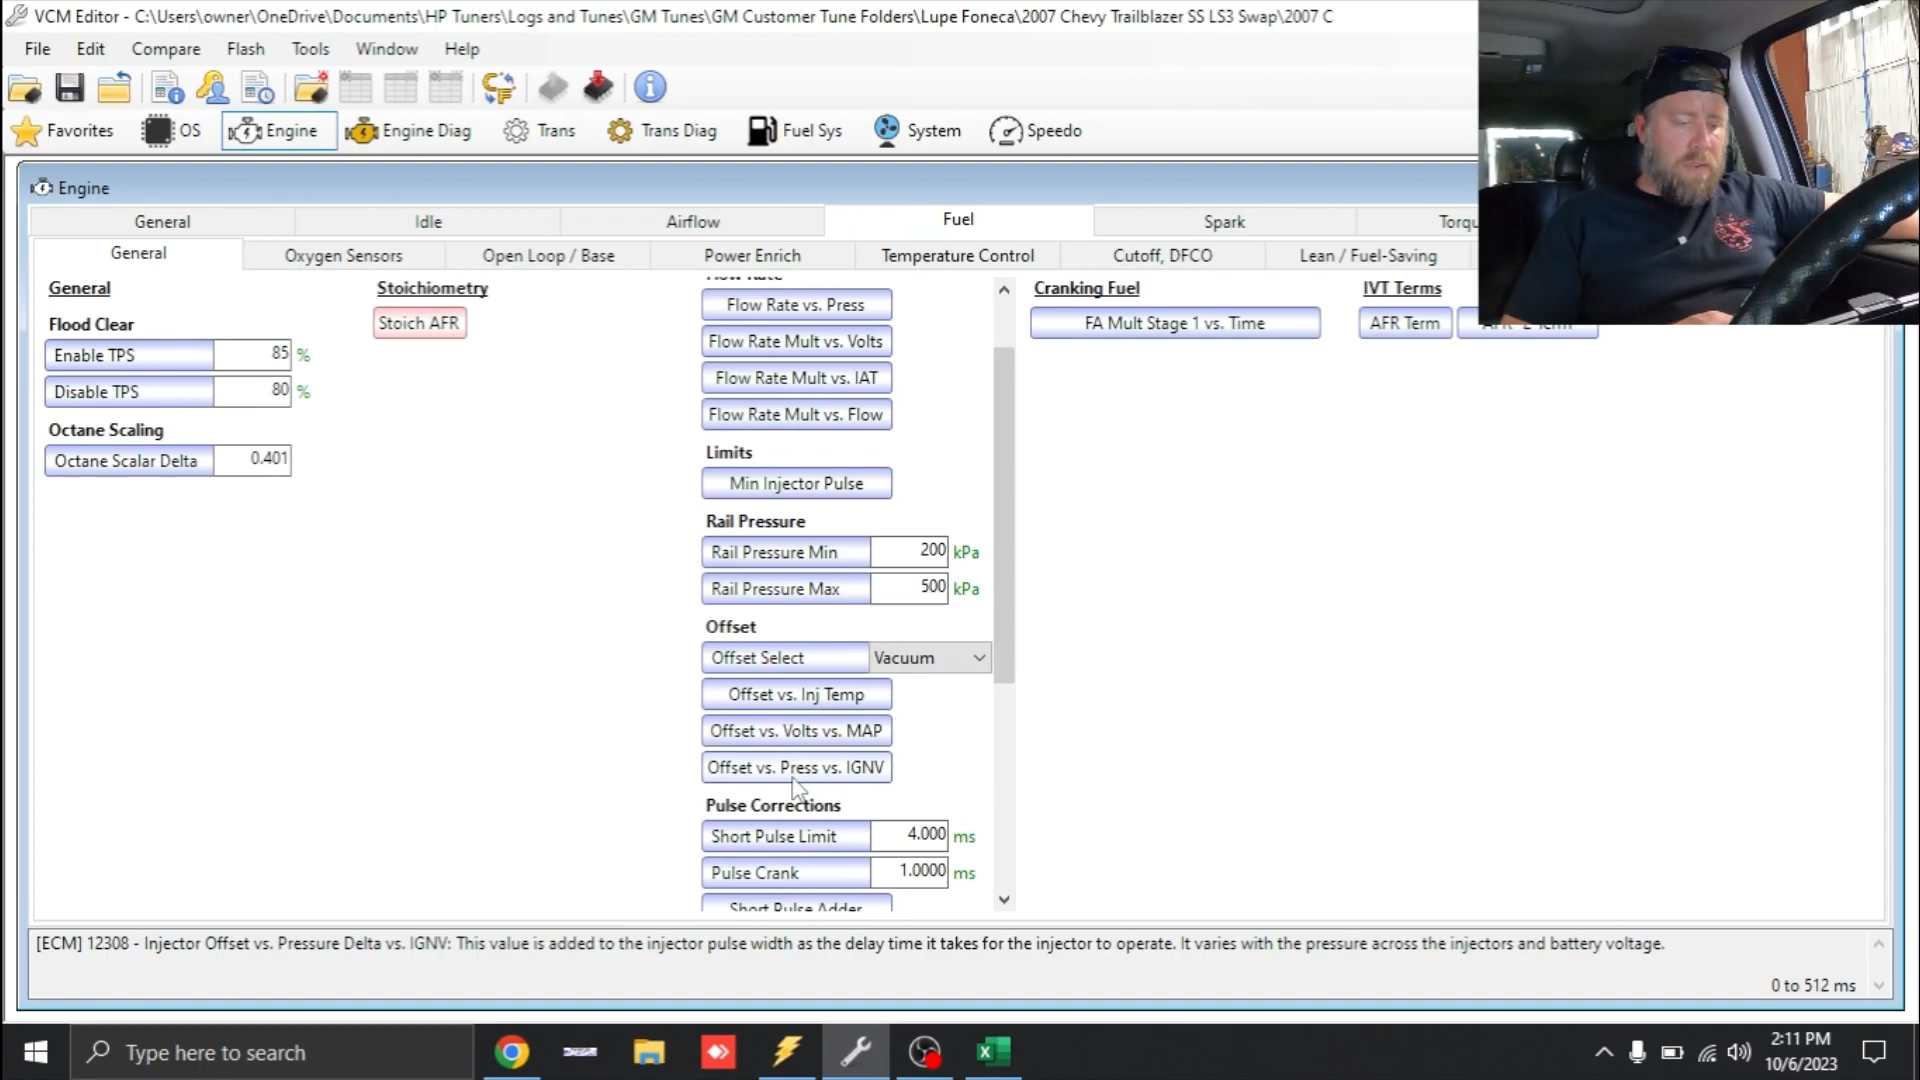 VCM Editor - C:\Users\owner\OneDrive\Documents\HP Tuners\Logs and Tunes\GM Tunes\GM Customer Tune Folders\Lupe Foneca\2007 Chevy Trailblazer SS LS3 Swap\2007 C
File Edit Compare Flash Tools Window Help
Favorites OS Engine Engine Diag Trans Trans Diag Fuel Sys System Speedo
Engine
General Idle Airflow Fuel Spark Torqu
General Oxygen Sensors Open Loop / Base Power Enrich Temperature Control Cutoff, DFCO Lean / Fuel-Saving
General
Flood Clear
Enable TPS 85 %
Disable TPS 80 %
Octane Scaling
Octane Scalar Delta 0.401
Stoichiometry
Stoich AFR
Flow Rate
Flow Rate vs. Press
Flow Rate Mult vs. Volts
Flow Rate Mult vs. IAT
Flow Rate Mult vs. Flow
Limits
Min Injector Pulse
Rail Pressure
Rail Pressure Min 200 kPa
Rail Pressure Max 500 kPa
Offset
Offset Select Vacuum
Offset vs. Inj Temp
Offset vs. Volts vs. MAP
Offset vs. Press vs. IGNV
Pulse Corrections
Short Pulse Limit 4.000 ms
Pulse Crank 1.0000 ms
Short Pulse Adder
Cranking Fuel
FA Mult Stage 1 vs. Time
IVT Terms
AFR Term
[ECM] 12308 - Injector Offset vs. Pressure Delta vs. IGNV: This value is added to the injector pulse width as the delay time it takes for the injector to operate. It varies with the pressure across the injectors and battery voltage.
0 to 512 ms
Type here to search
2:11 PM
10/6/2023